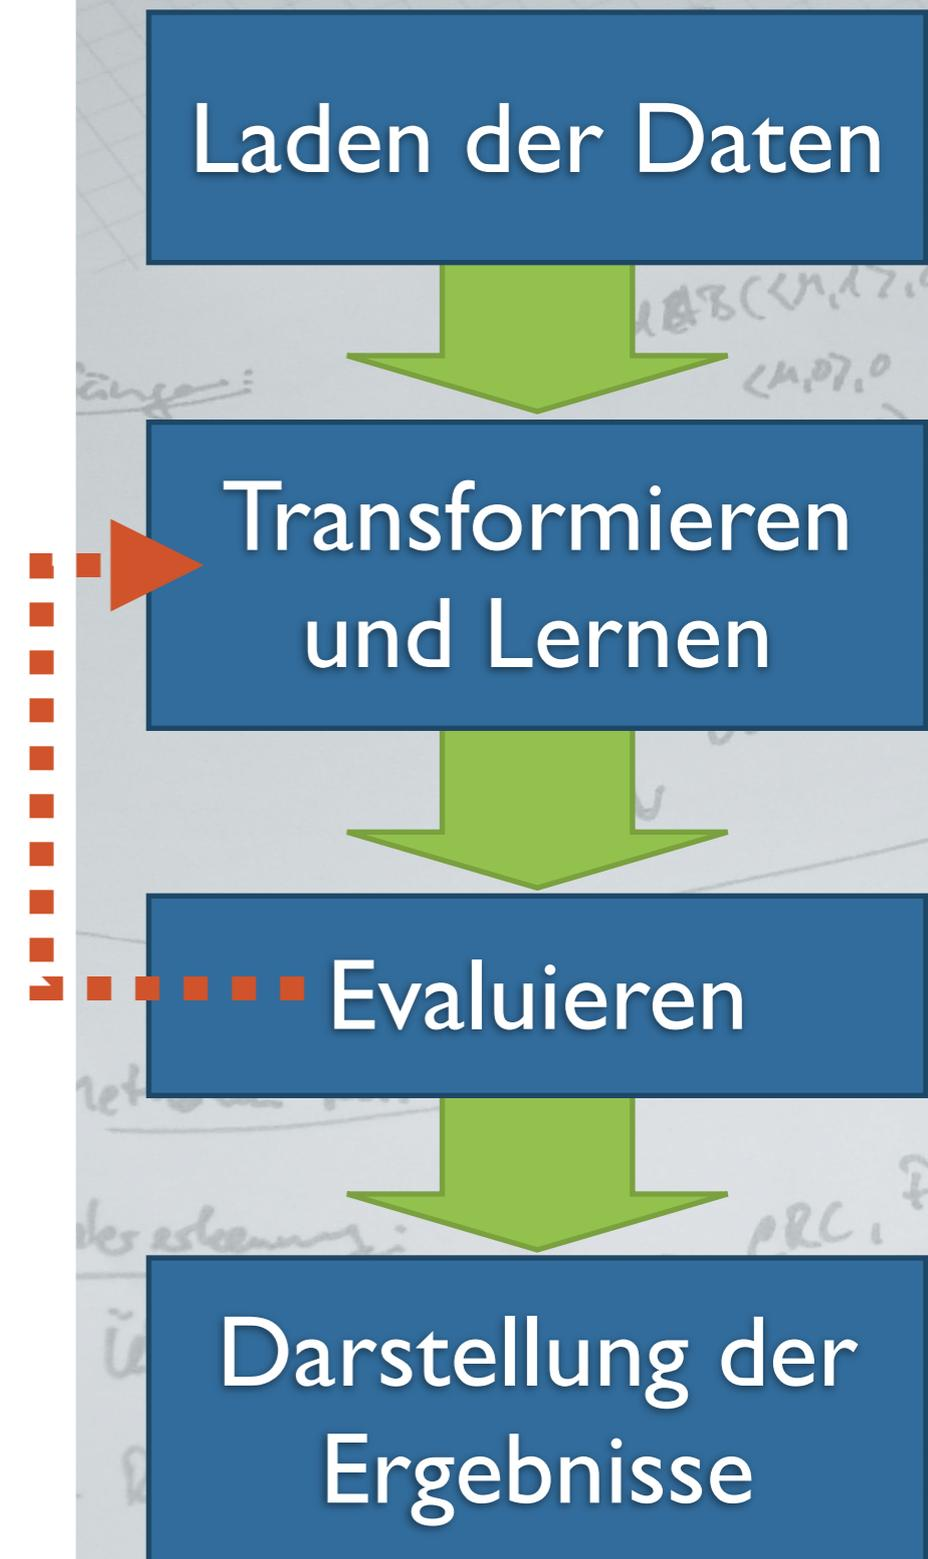 Laden der Daten
Transformieren
und Lernen
Evaluieren
Darstellung der
Ergebnisse